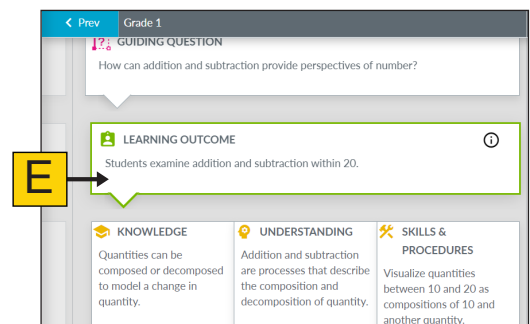 Prev Grade 1
GUIDING QUESTION
How can addition and subtraction provide perspectives of number?
LEARNING OUTCOME
Students examine addition and subtraction within 20.
E
KNOWLEDGE
Quantities can be
composed or decomposed
to model a change in
quantity.
UNDERSTANDING
Addition and subtraction
are processes that describe
the composition and
decomposition of quantity.
SKILLS &
PROCEDURES
Visualize quantities
between 10 and 20 as
compositions of 10 and
another quantity.